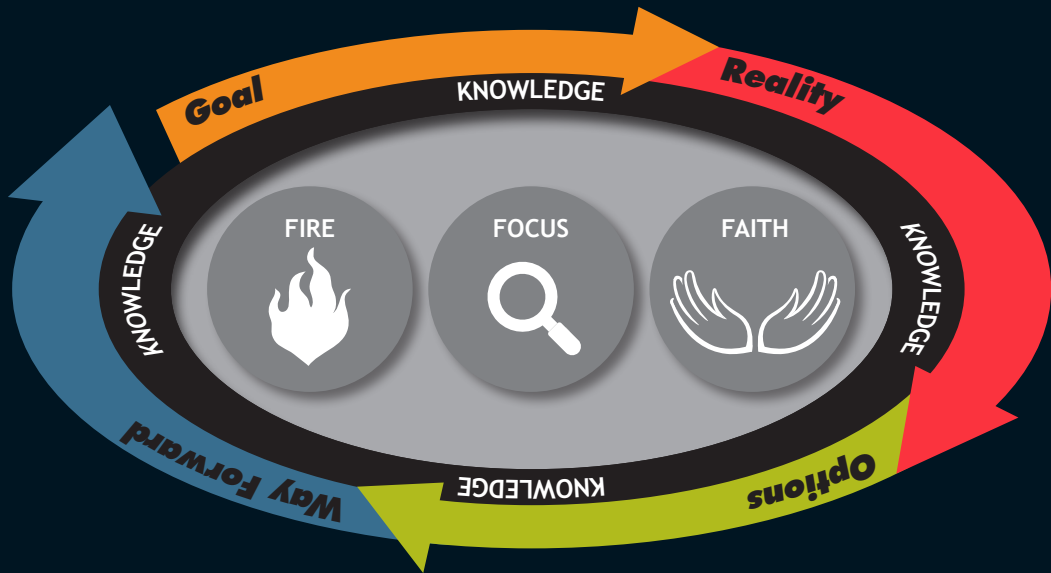 Goal
Reality
KNOWLEDGE
KNOWLEDGE
KNOWLEDGE
FIRE
FOCUS
FAITH
Options
KNOWLEDGE
Way Forward